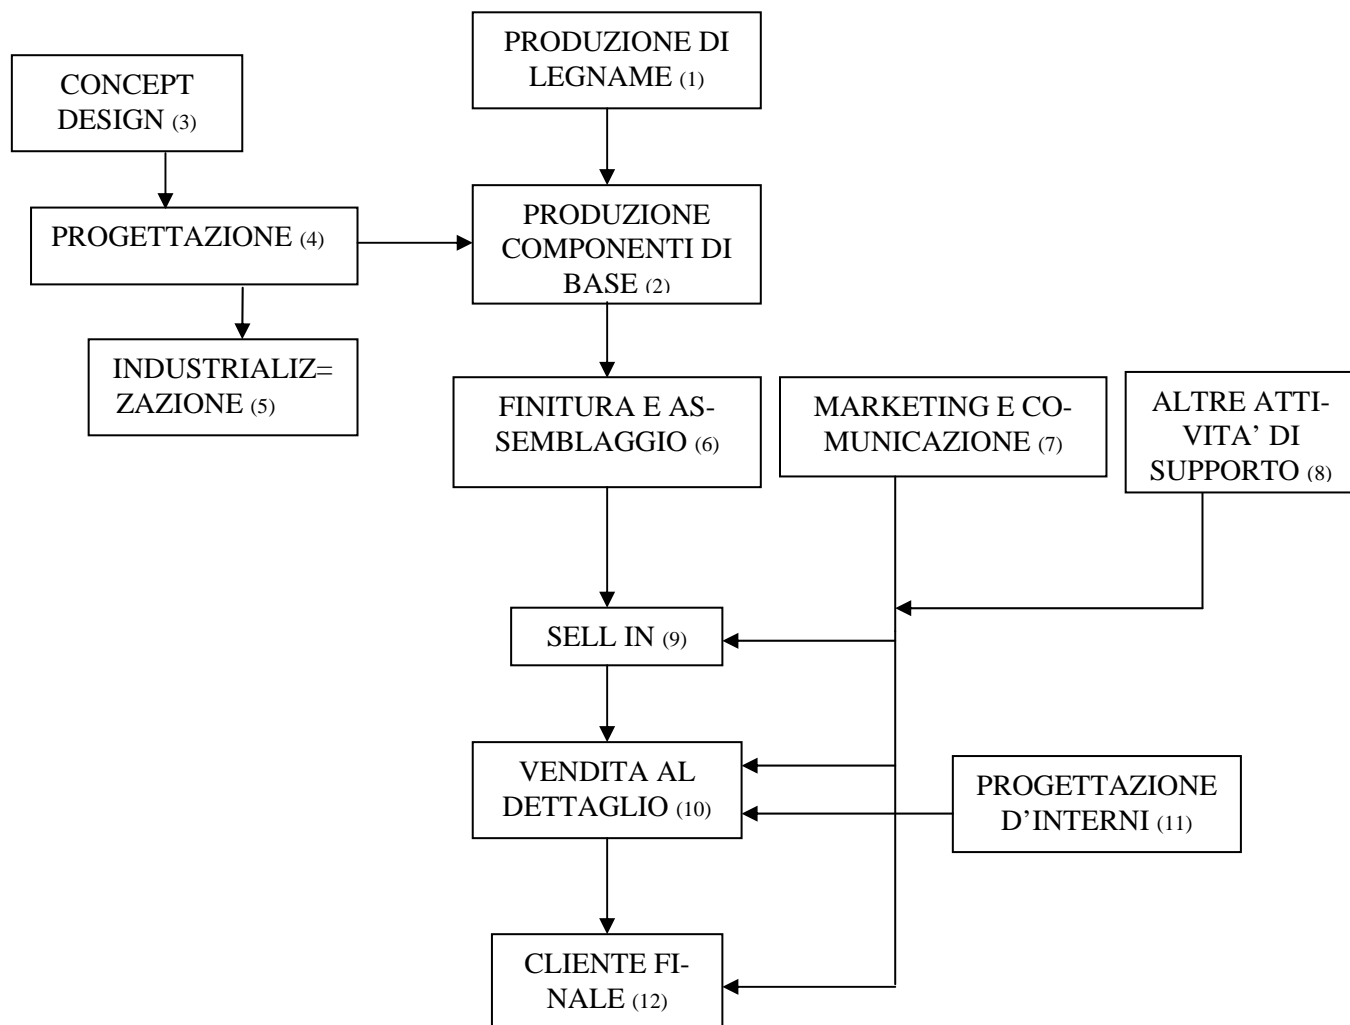 PRODUZIONE DI
LEGNAME (1)
CONCEPT
DESIGN (3)
PROGETTAZIONE (4)
PRODUZIONE
COMPONENTI DI
BASE (2)
INDUSTRIALIZ=
ZAZIONE (5)
FINITURA E AS-
SEMBLAGGIO (6)
MARKETING E CO-
MUNICAZIONE (7)
ALTRE ATTI-
VITA’ DI
SUPPORTO (8)
SELL IN (9)
VENDITA AL
DETTAGLIO (10)
PROGETTAZIONE
D’INTERNI (11)
CLIENTE FI-
NALE (12)